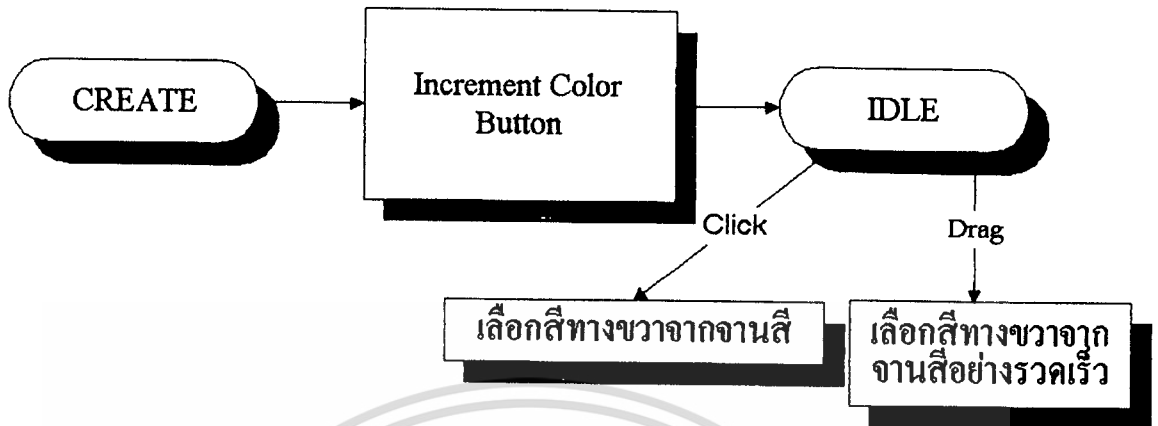 CREATE
Increment Color
Button
IDLE
Click
Drag
เลือกสีทางขวาจากจานสี
เลือกสีทางขวาจาก
จานสีอย่างรวดเร็ว